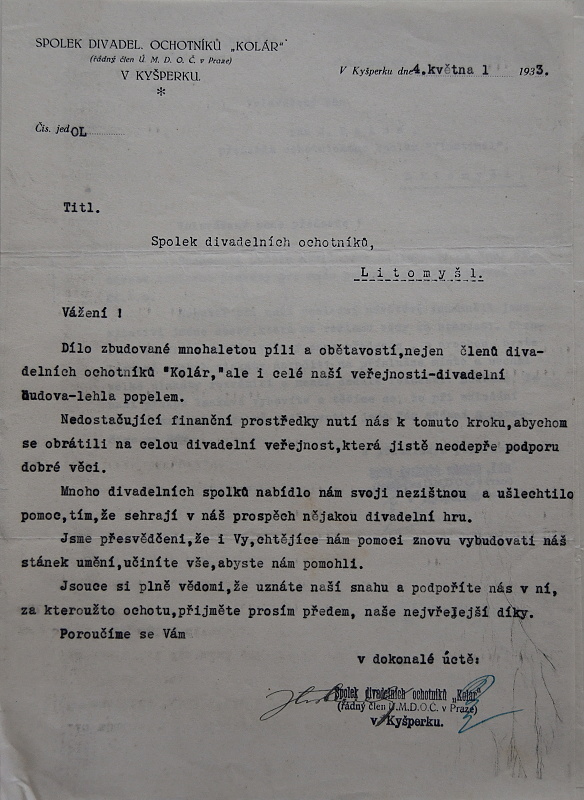 SPOLEK DIVADEL. OCHOTNÍKŮ „KOLÁR“
(řádný člen Ú. M. D. O. Č. v Praze)
V KYŠPERKU.
V Kyšperku dne 4. května 1 1933.
Čís. jed OL
Titl.
Spolek divadelních ochotníků,
Litomyšl.
Vážení !
Dílo zbudované mnohaletou píli a obětavostí,nejen členů diva-
delních ochotníků "Kolár,"ale i celé naší veřejnosti-divadelní
Budova-lehla popelem.
Nedostačující finanční prostředky nutí nás k tomuto kroku,abychom
se obrátili na celou divadelní veřejnost,která jistě neodepře podporu
dobré věci.
Mnoho divadelních spolků nabídlo nám svoji nezištnou a ušlechtilo
pomoc,tím,že sehrají v náš prospěch nějakou divadelní hru.
Jsme přesvědčeni,že i Vy,chtějíce nám pomoci znovu vybudovati náš
stánek umění,učiníte vše,abyste nám pomohli.
Jsouce si plně vědomi,že uznáte naší snahu a podpoříte nás v ní,
za kteroužto ochotu,přijměte prosím předem, naše nejvřelejší díky.
Poroučíme se Vám
v dokonalé úctě:
Spolek divadelních ochotníků „Kolár“
(řádný člen Ú.M.D.O.Č. v Praze)
v Kyšperku.